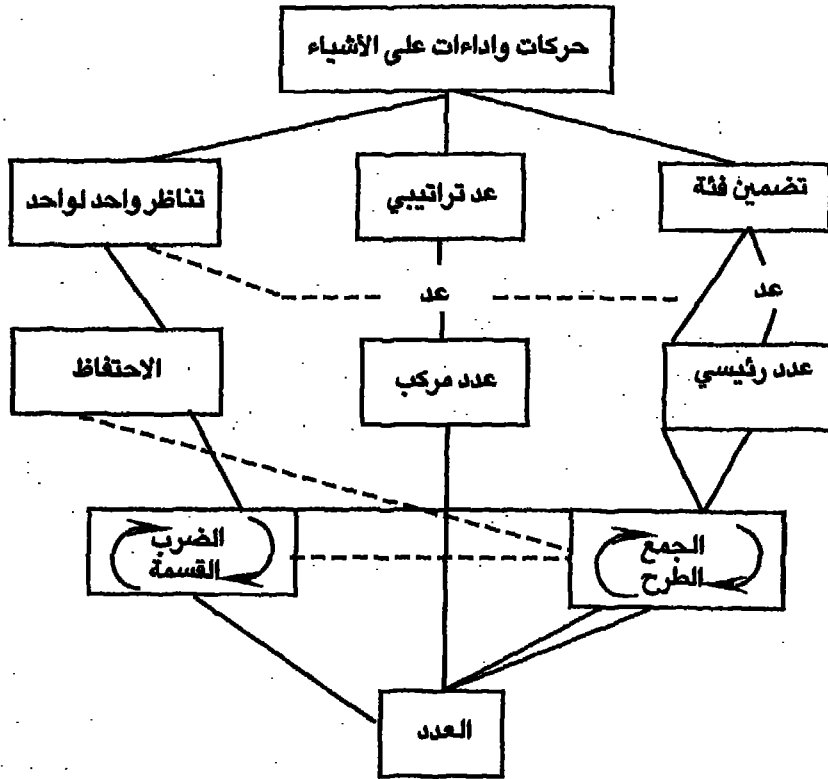 حركات واداءات على الأشياء
تضمين فئة
عد تراتيبي
تناظر واحد لواحد
عد
عد
عدد رئيسي
عدد مركب
الاحتفاظ
الجمع
الطرح
الضرب
القسمة
العدد